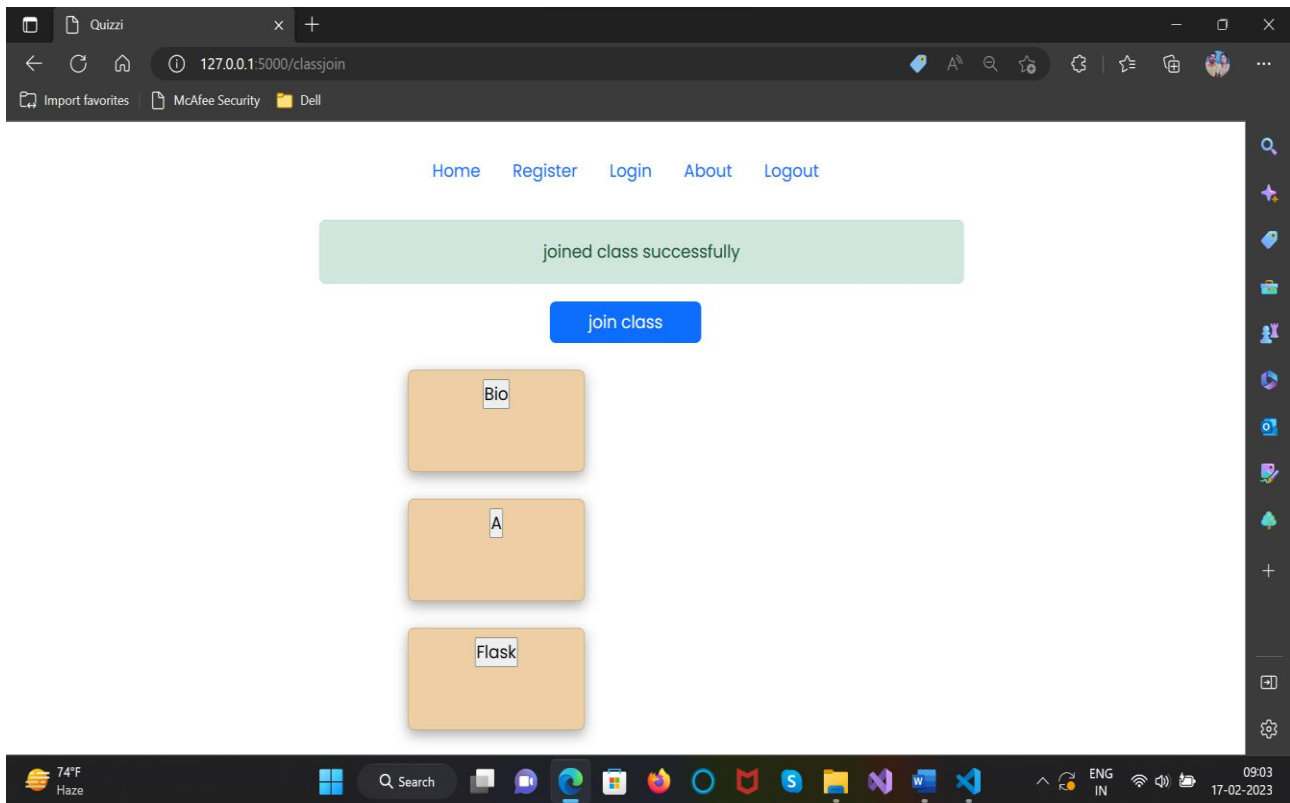 Quizzi
127.0.0.1:5000/classjoin
Import favorites McAfee Security Dell
Home Register Login About Logout
joined class successfully
join class
Bio
A
Flask
74°F
Haze
Search
ENG
IN
09:03
17-02-2023